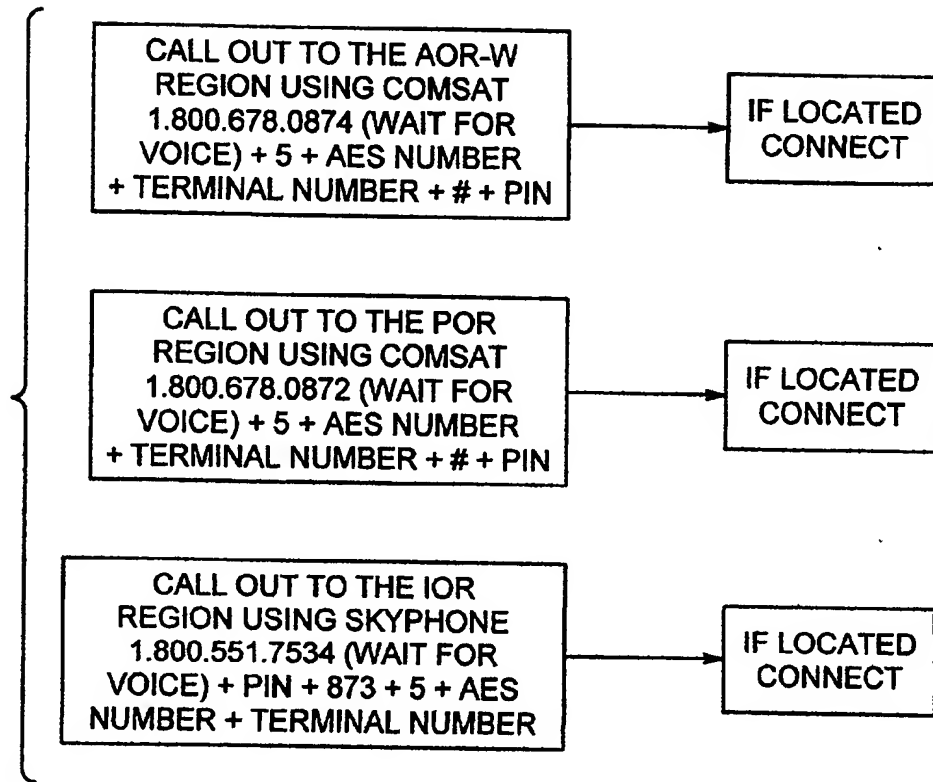 CALL OUT TO THE AOR-W
REGION USING COMSAT
1.800.678.0874 (WAIT FOR
VOICE) + 5 + AES NUMBER
+ TERMINAL NUMBER + # + PIN
IF LOCATED
CONNECT
CALL OUT TO THE POR
REGION USING COMSAT
1.800.678.0872 (WAIT FOR
VOICE) + 5 + AES NUMBER
+ TERMINAL NUMBER + # + PIN
IF LOCATED
CONNECT
CALL OUT TO THE IOR
REGION USING SKYPHONE
1.800.551.7534 (WAIT FOR
VOICE) + PIN + 873 + 5 + AES
NUMBER + TERMINAL NUMBER
IF LOCATED
CONNECT